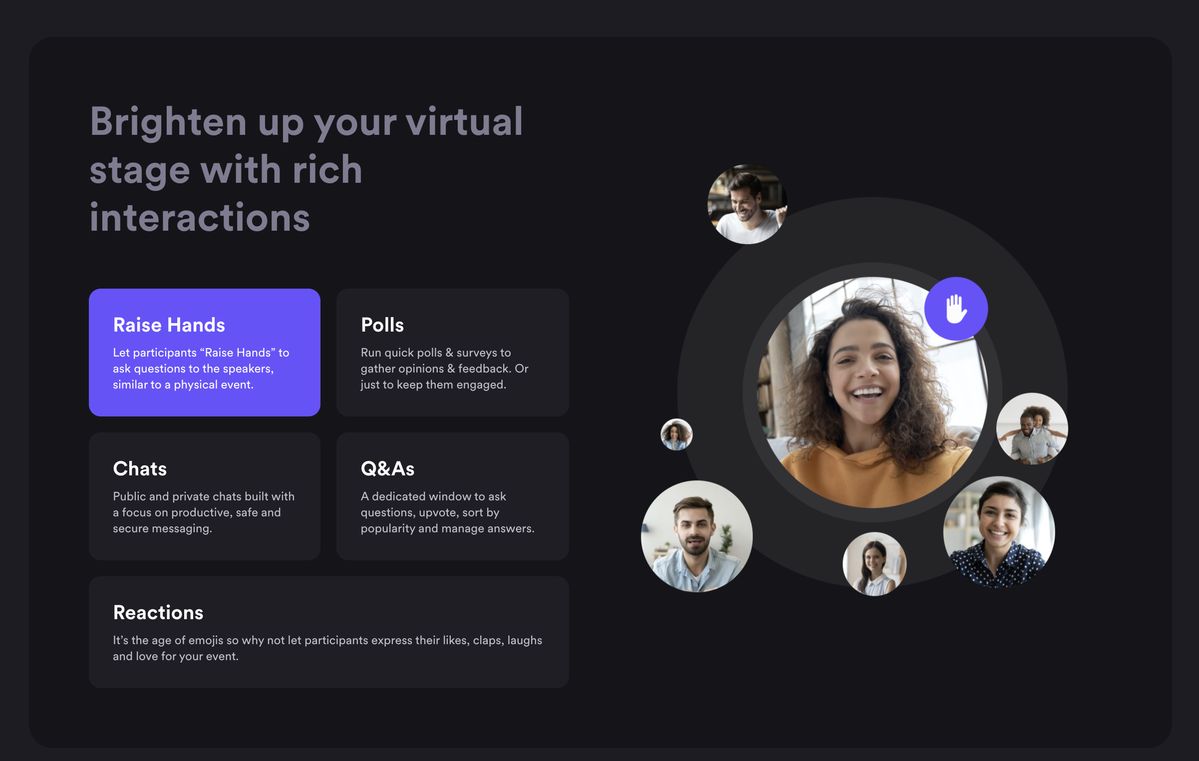 Brighten up your virtual
stage with rich
interactions
Raise Hands
Let participants “Raise Hands” to
ask questions to the speakers,
similar to a physical event.
Polls
Run quick polls & surveys to
gather opinions & feedback. Or
just to keep them engaged.
Chats
Public and private chats built with
a focus on productive, safe and
secure messaging.
Q&As
A dedicated window to ask
questions, upvote, sort by
popularity and manage answers.
Reactions
It’s the age of emojis so why not let participants express their likes, claps, laughs
and love for your event.